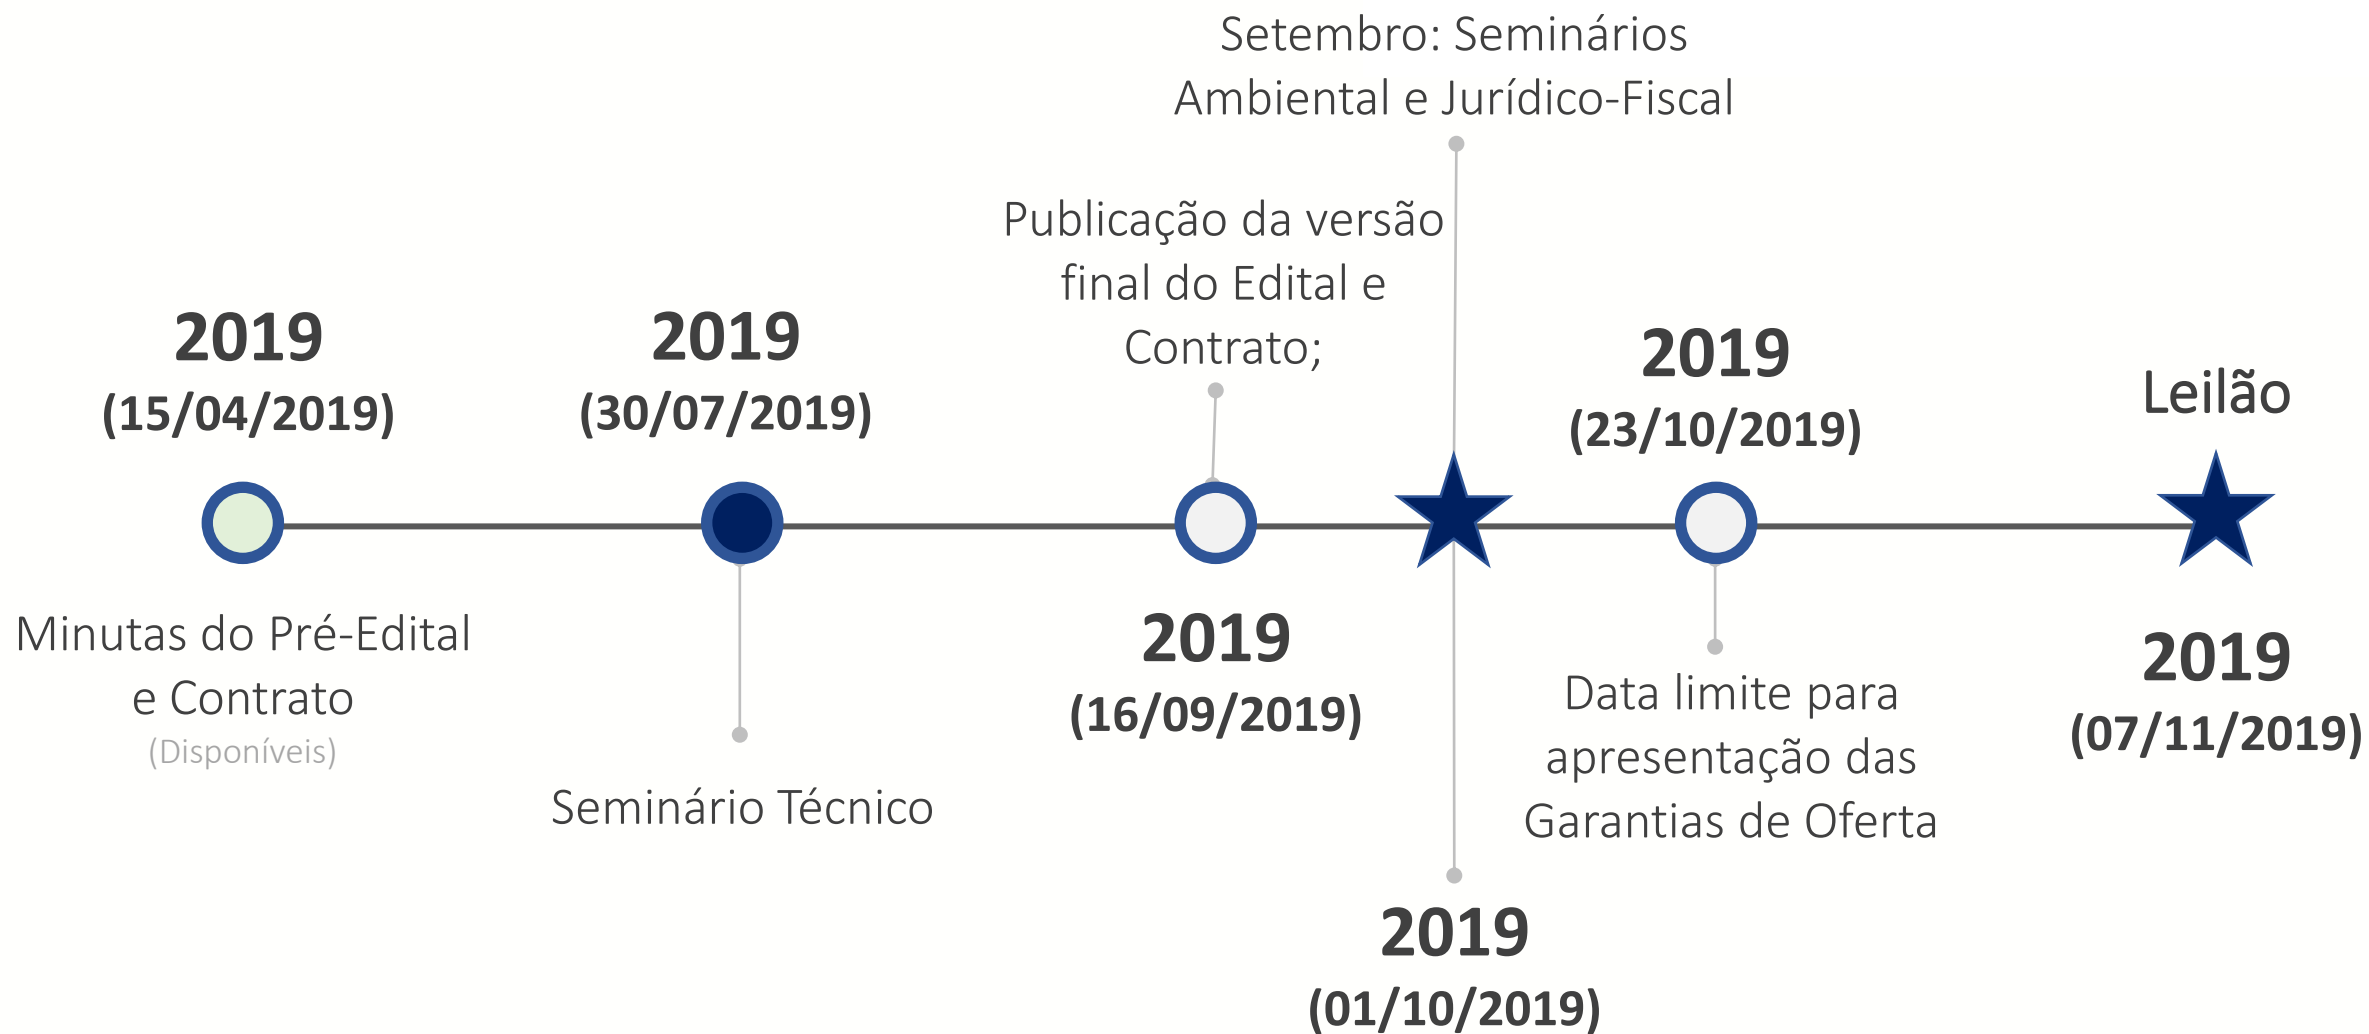 2019
(15/04/2019)
Minutas do Pré-Edital
e Contrato
(Disponíveis)
2019
(30/07/2019)
Seminário Técnico
Publicação da versão
final do Edital e
Contrato;
2019
(16/09/2019)
Setembro: Seminários
Ambiental e Jurídico-Fiscal
2019
(01/10/2019)
2019
(23/10/2019)
Data limite para
apresentação das
Garantias de Oferta
Leilão
2019
(07/11/2019)